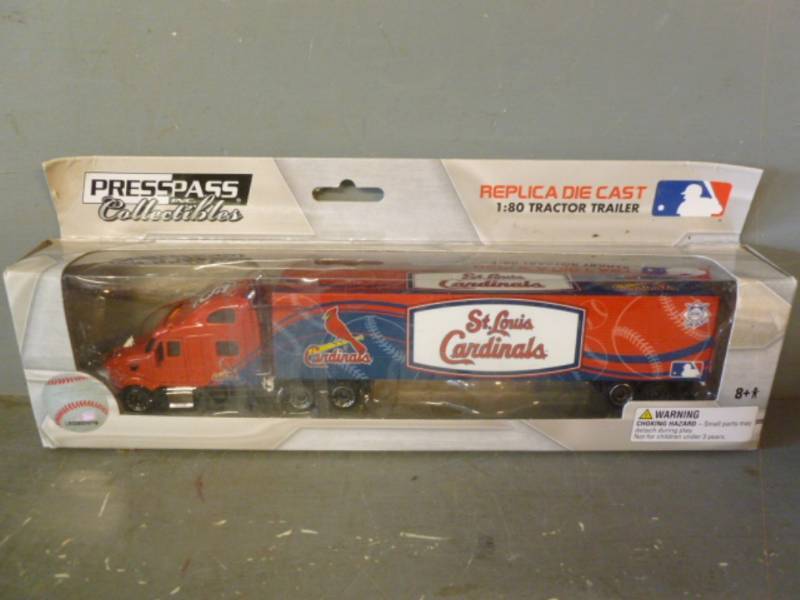 PRESSPASS
INC.
Collectibles
REPLICA DIE CAST
1:80 TRACTOR TRAILER
St. Louis
Cardinals
Cardinals
St. Louis
Cardinals
8+
WARNING
CHOKING HAZARD – Small parts may
detach during play.
Not for children under 3 years.